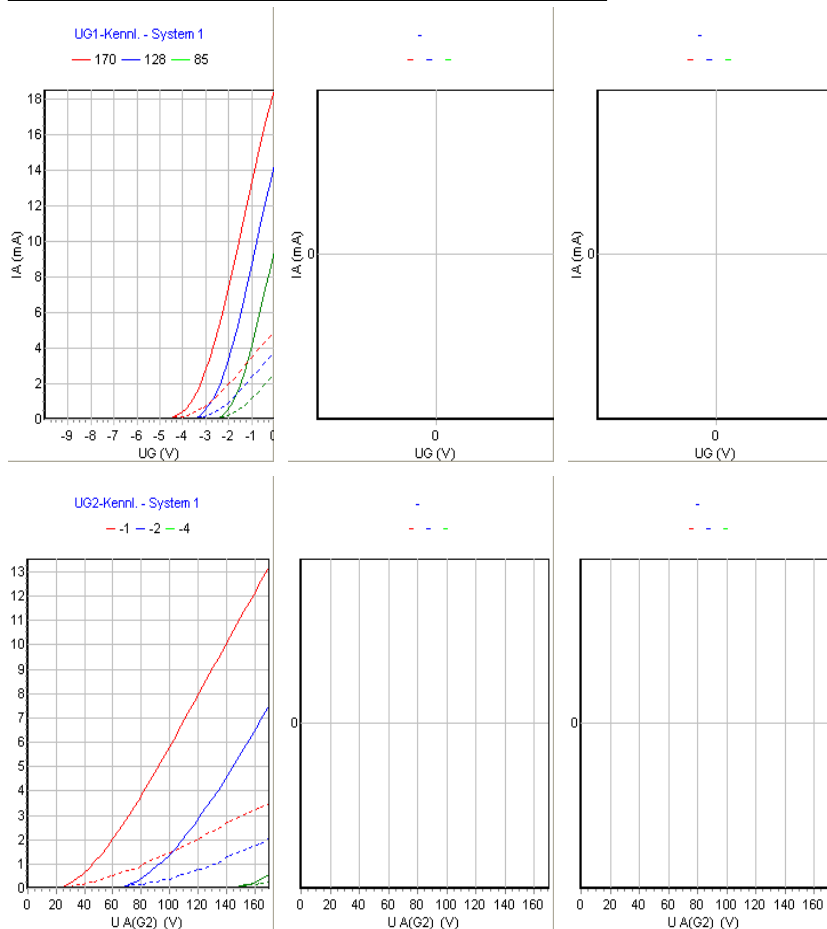 UG1-Kennl. - System 1
170 128 85
18
16
14
12
10
8
6
4
2
0
-9 -8 -7 -6 -5 -4 -3 -2 -1 0
IA (mA)
UG (V)
-
0
IA (mA)
0
UG (V)
-
0
IA (mA)
0
UG (V)
UG2-Kennl. - System 1
-1 -2 -4
13
12
11
10
9
8
7
6
5
4
3
2
1
0
0 20 40 60 80 100 120 140 160
U A(G2) (V)
-
0
0 20 40 60 80 100 120 140 160
U A(G2) (V)
-
0
0 20 40 60 80 100 120 140 160
U A(G2) (V)